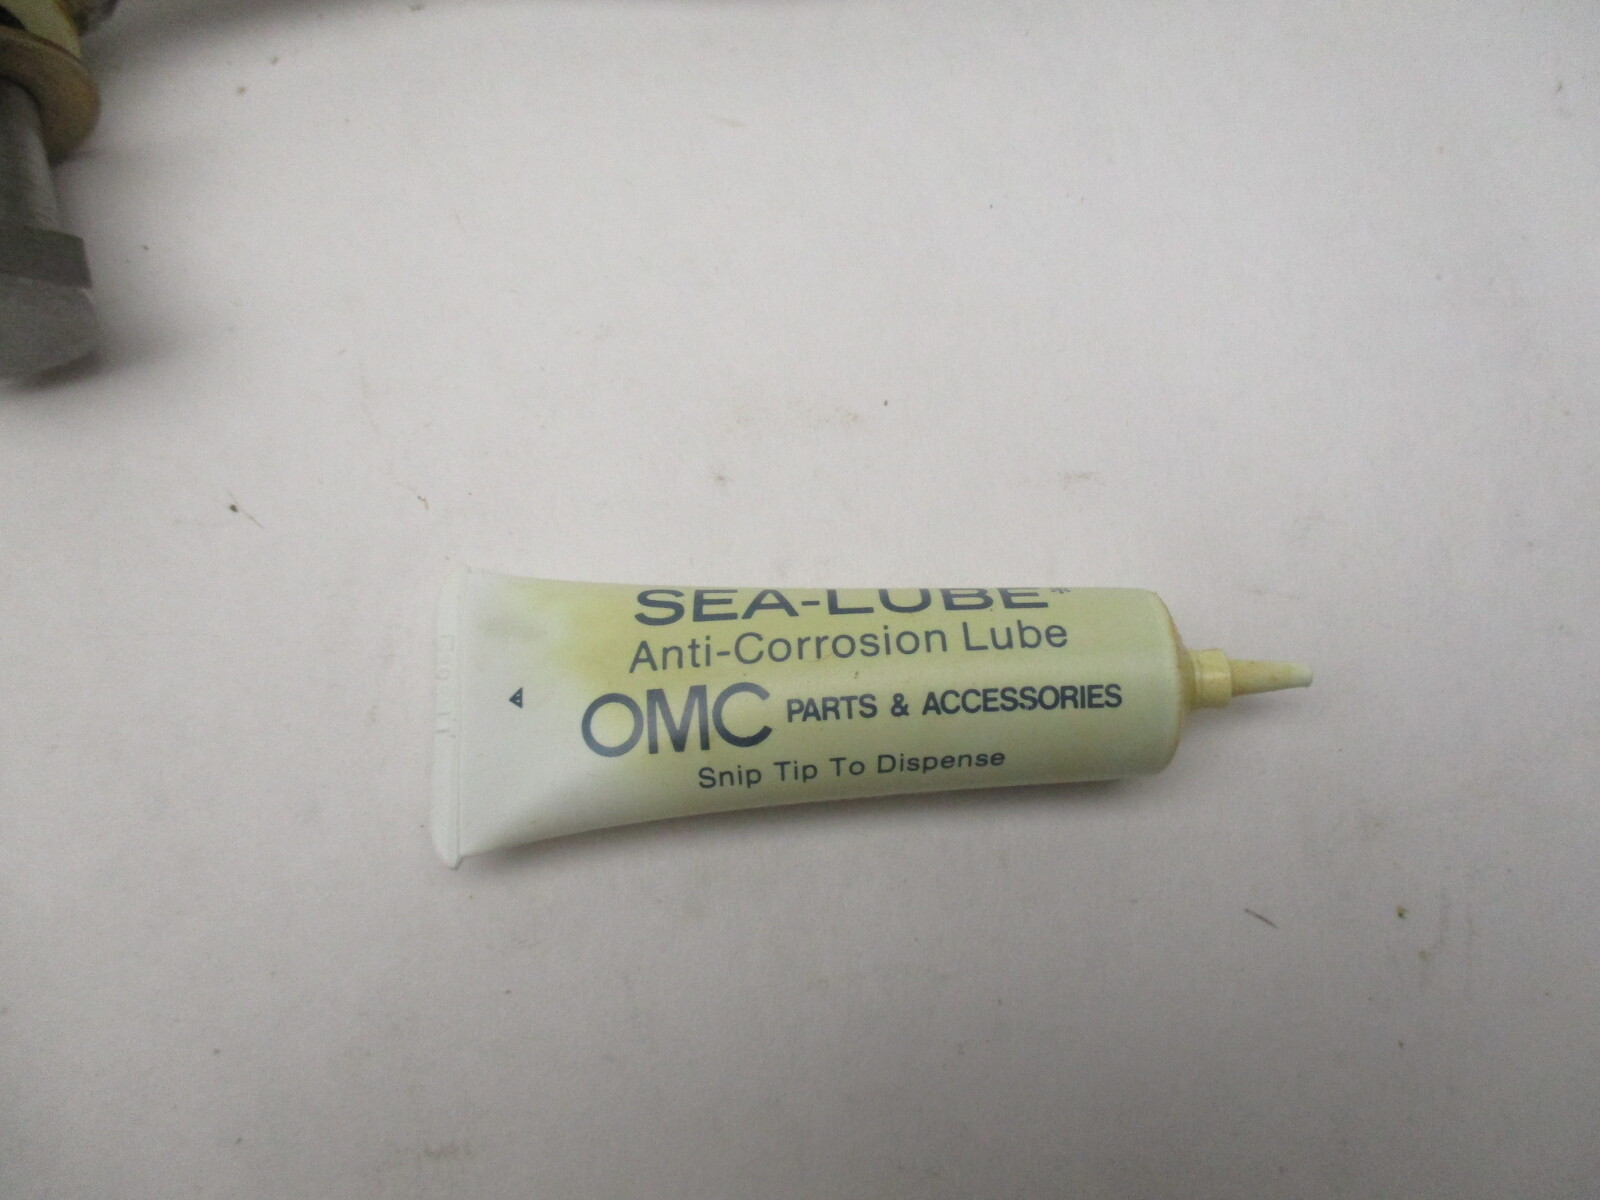 SEA-LUBE*
Anti-Corrosion Lube
OMC PARTS & ACCESSORIES
Snip Tip To Dispense